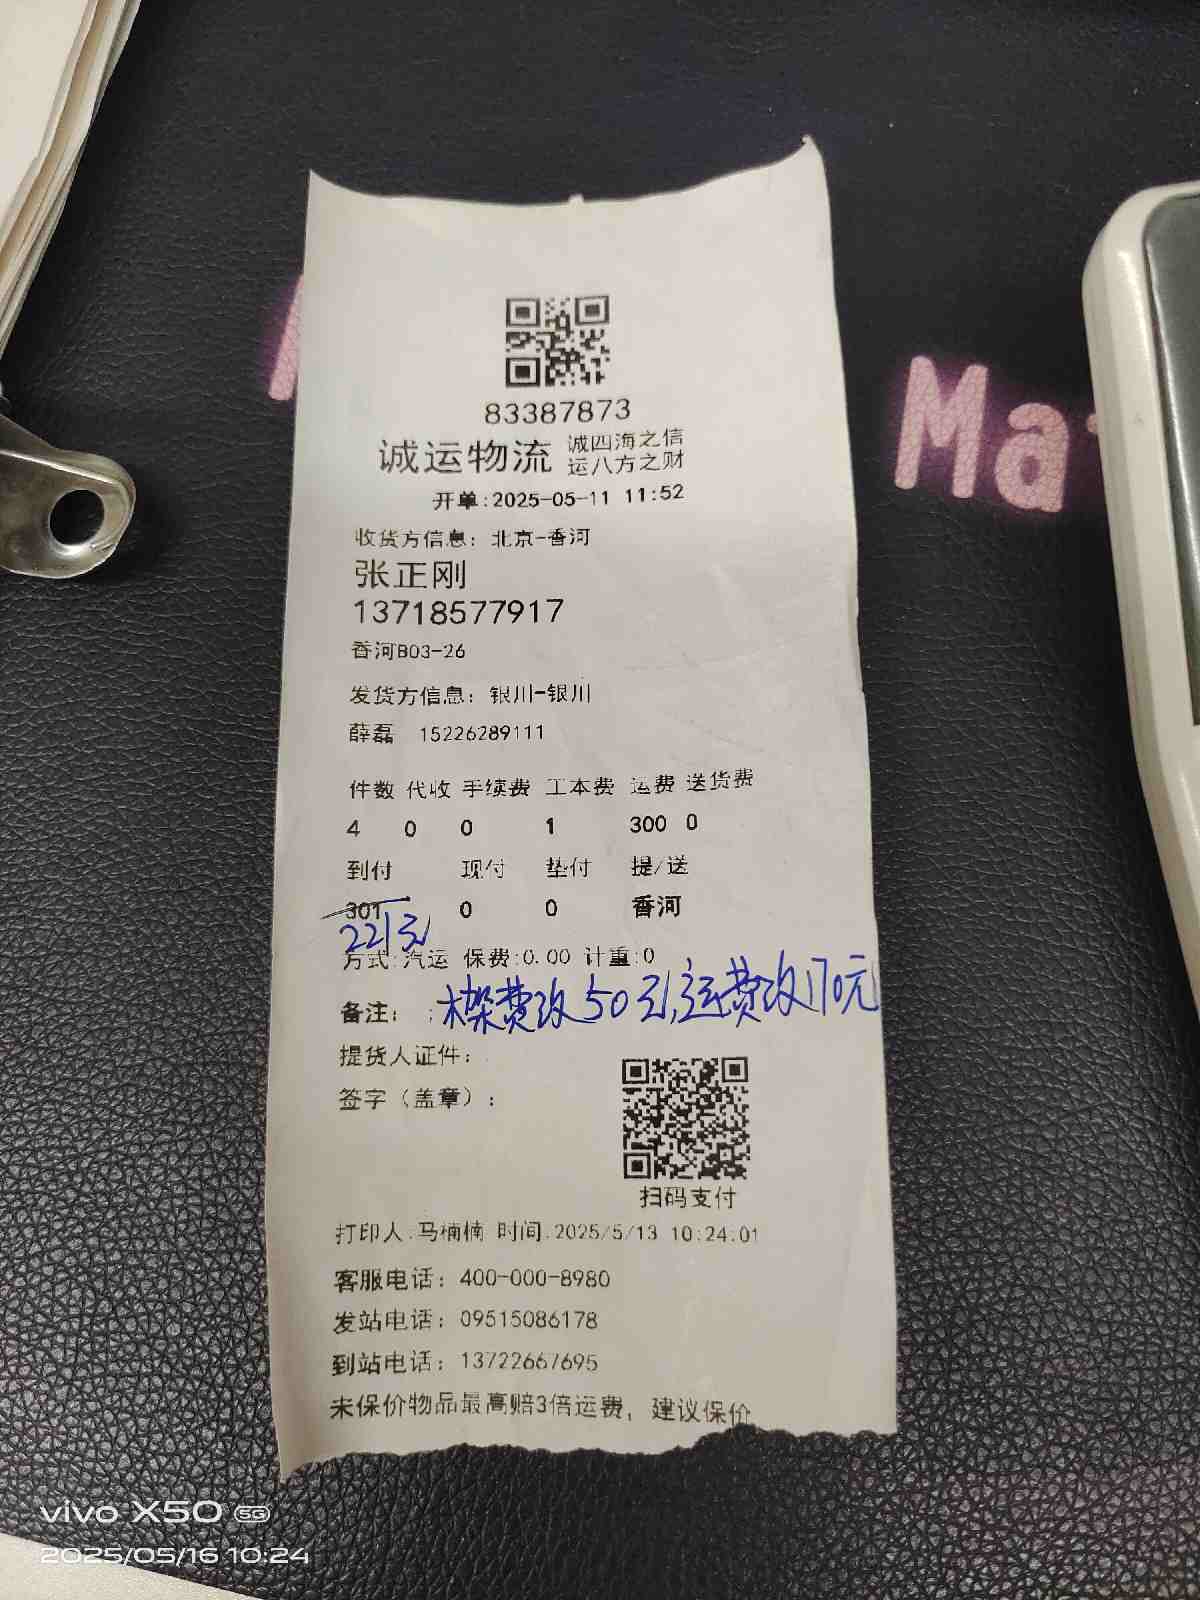 Ma
83387873
诚运物流 诚四海之信
运八方之财
开单:2025-05-11 11:52
收货方信息: 北京-香河
张正刚
13718577917
香河B03-26
发货方信息: 银川-银川
薛磊 15226289111
件数 代收 手续费 工本费 运费 送货费
4 0 0 1 300 0
到付 现付 垫付 提/送
301 0 0 香河
221元
方式:汽运 保费:0.00 计重:0
备注: ;木架费改50元,运费改170元
提货人证件:
签字（盖章）:
扫码支付
打印人:马楠楠 时间:2025/5/13 10:24:01
客服电话: 400-000-8980
发站电话: 09515086178
到站电话: 13722667695
未保价物品最高赔3倍运费, 建议保价
vivo X50 5G
2025/05/16 10:24